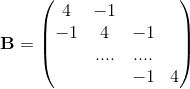 4 −1
B = −1 4 −1
.... ....
−1 4